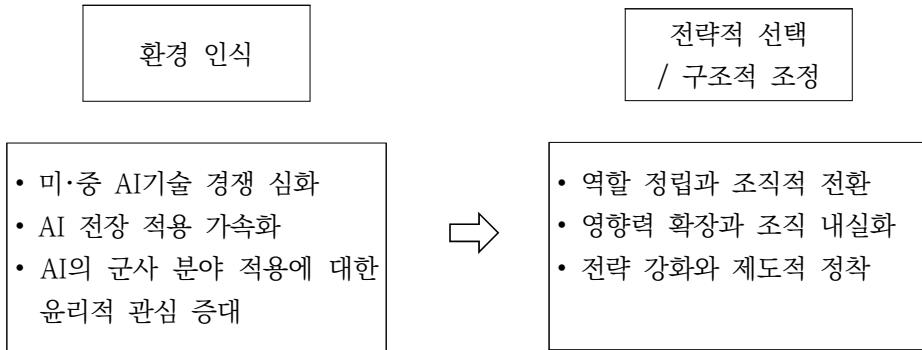 환경 인식
전략적 선택
/ 구조적 조정
• 미·중 AI기술 경쟁 심화
• AI 전장 적용 가속화
• AI의 군사 분야 적용에 대한
윤리적 관심 증대
• 역할 정립과 조직적 전환
• 영향력 확장과 조직 내실화
• 전략 강화와 제도적 정착